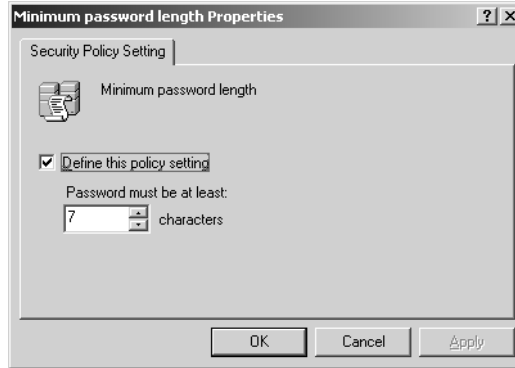 Minimum password length Properties
Security Policy Setting
Minimum password length
Define this policy setting
Password must be at least:
7 characters
OK Cancel Apply